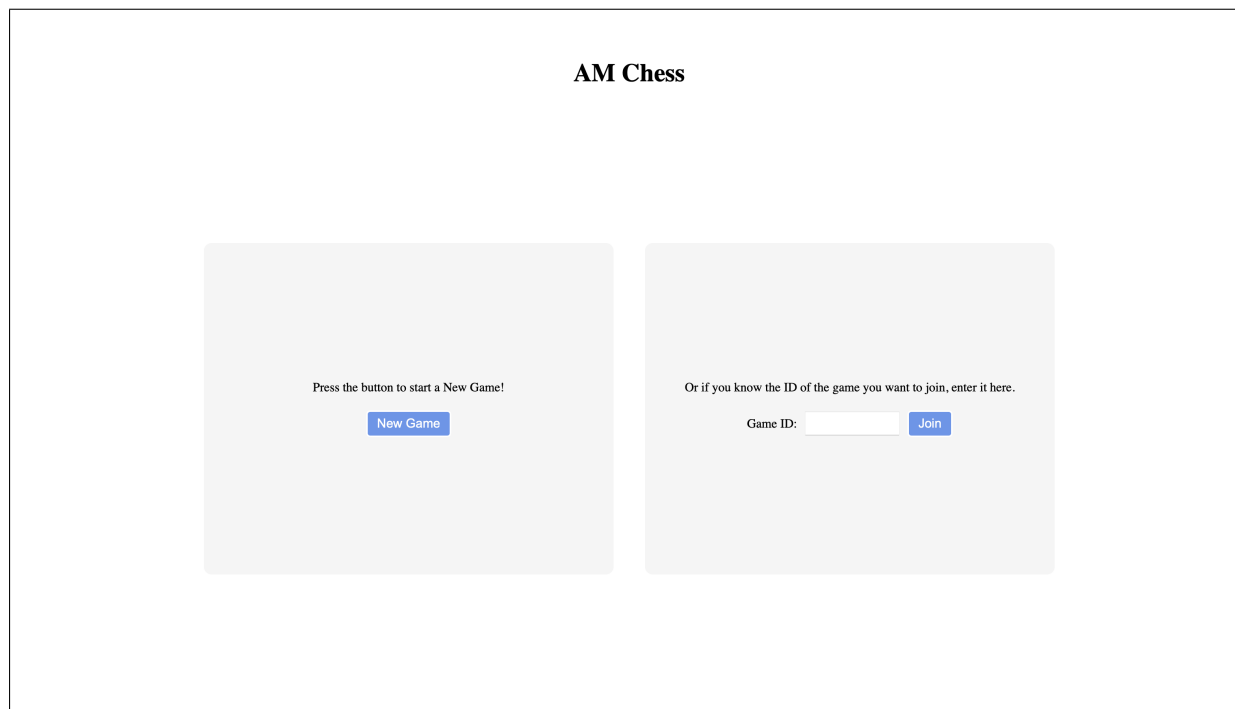 AM Chess
Press the button to start a New Game!
New Game
Or if you know the ID of the game you want to join, enter it here.
Game ID:
Join